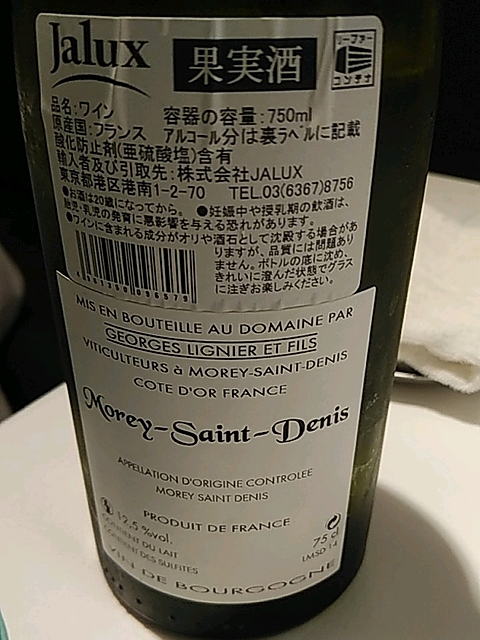 Jalux
果実酒
リーファー
コンテナ
品名:ワイン 容器の容量:750ml
原産国:フランス アルコール分は裏ラベルに記載
酸化防止剤(亜硫酸塩)含有
輸入者及び引取先:株式会社JALUX
東京都港区港南1-2-70 TEL.03(6367)8756
●お酒は20歳になってから。 ●妊娠中や授乳期の飲酒は、
胎児・乳児の発育に悪影響を与える恐れがあります。
●ワインに含まれる成分がオリや酒石として沈殿する場合があ
りますが、品質には問題あり
ません。ボトルの底に沈め、
きれいに澄んだ状態でグラス
に注ぎお楽しみください。
MIS EN BOUTEILLE AU DOMAINE PAR
GEORGES LIGNIER ET FILS
VITICULTEURS à MOREY-SAINT-DENIS
COTE D'OR FRANCE
Morey-Saint-Denis
APPELLATION D'ORIGINE CONTROLEE
MOREY SAINT DENIS
PRODUIT DE FRANCE
12,5 %vol.
75 cl
CONTIENT DU LAIT
LMSD 14
CONTIENT DES SULFITES
VIN DE BOURGOGNE